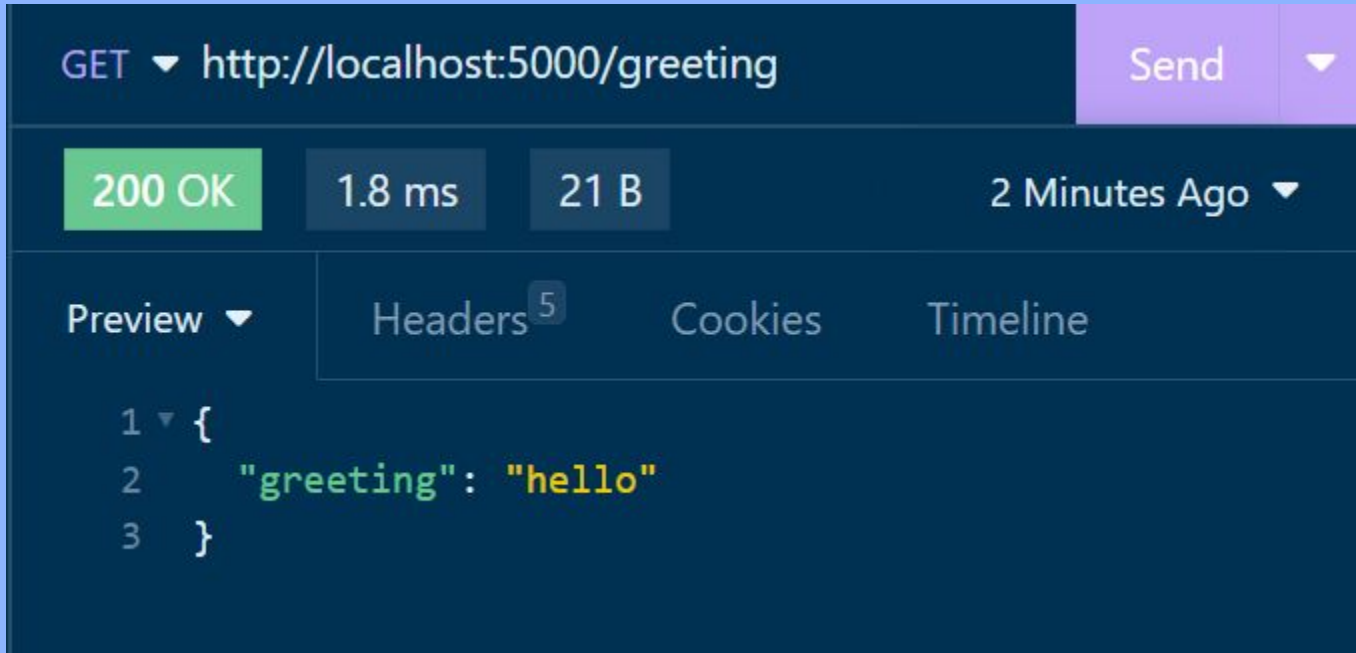 GET http://localhost:5000/greeting Send
200 OK 1.8 ms 21 B 2 Minutes Ago
Preview Headers 5 Cookies Timeline
1 {
2 "greeting": "hello"
3 }